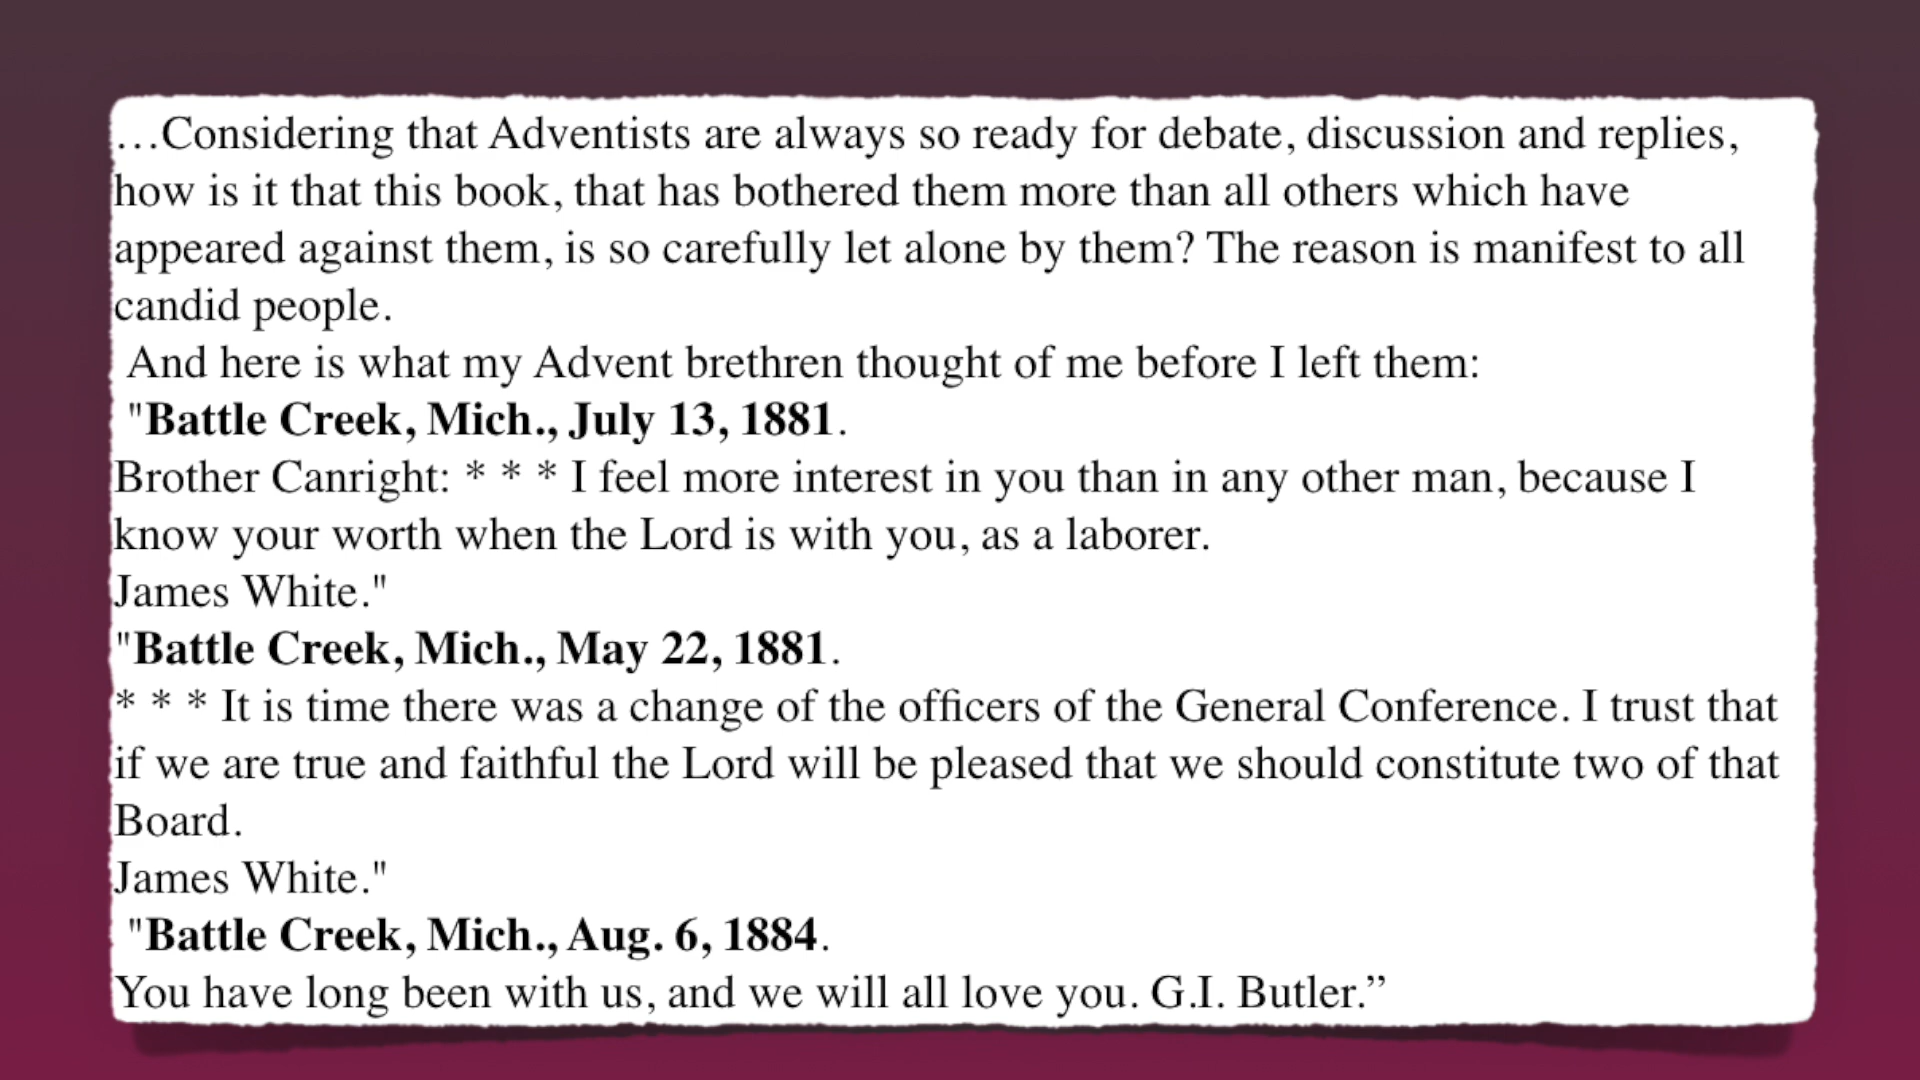 …Considering that Adventists are always so ready for debate, discussion and replies,
how is it that this book, that has bothered them more than all others which have
appeared against them, is so carefully let alone by them? The reason is manifest to all
candid people.
And here is what my Advent brethren thought of me before I left them:
"Battle Creek, Mich., July 13, 1881.
Brother Canright: * * * I feel more interest in you than in any other man, because I
know your worth when the Lord is with you, as a laborer.
James White."
"Battle Creek, Mich., May 22, 1881.
* * * It is time there was a change of the officers of the General Conference. I trust that
if we are true and faithful the Lord will be pleased that we should constitute two of that
Board.
James White."
"Battle Creek, Mich., Aug. 6, 1884.
You have long been with us, and we will all love you. G.I. Butler.”